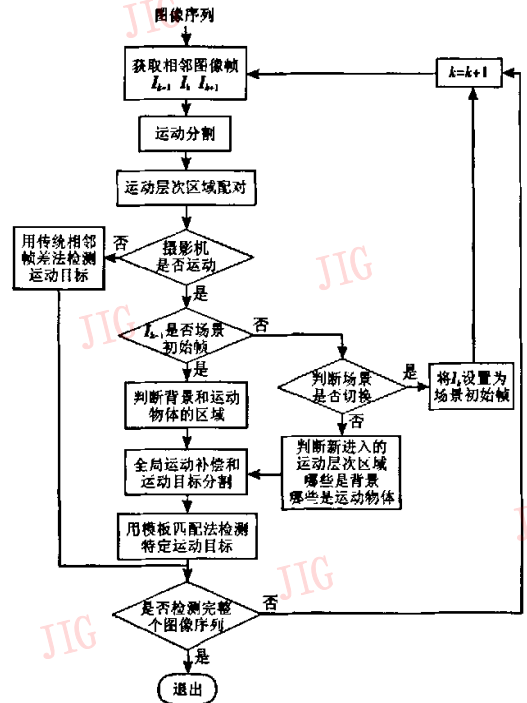 JIG
图像序列
获取相邻图像帧
I_{k-1} I_k I_{k+1}
k=k+1
运动分割
运动层次区域配对
用传统相邻
帧差法检测
运动目标
否
摄影机
是否运动
JIG
是
JIG
I_{k-1}是否场景
初始帧
否
是
判断场景
是否切换
是
将I_k设置为
场景初始帧
判断背景和运动
物体的区域
否
全局运动补偿和
运动目标分割
判断新进入的
运动层次区域
哪些是背景
哪些是运动物体
用模板匹配法检测
特定运动目标
JIG
是否检测完整
个图像序列
否
JIG
是
退出